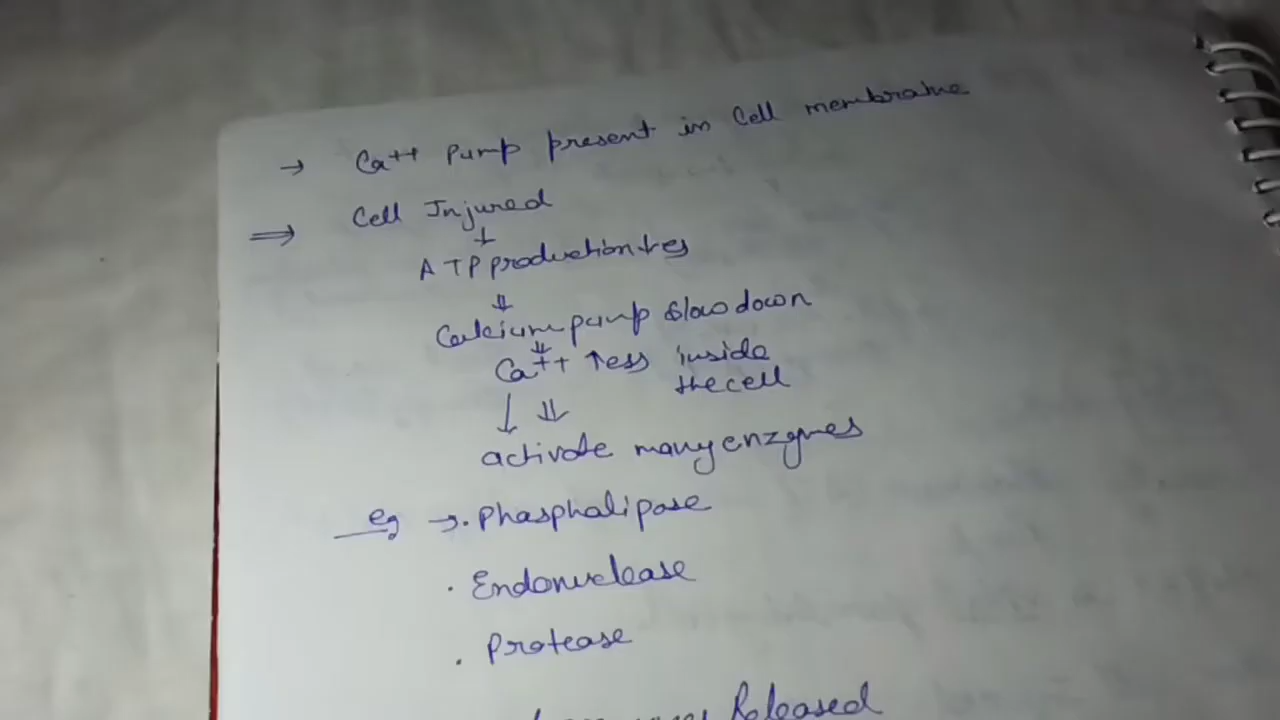 → Ca++ Pump present in Cell membrane
⇒ Cell Injured
↓
ATP production ↓es
⇓
Calcium pump slow down
⇓
Ca++ ↑ess inside
the cell
↓ ⇓
activate many enzymes
eg → . Phasphalipase
. Endonuclease
. Protease
Released